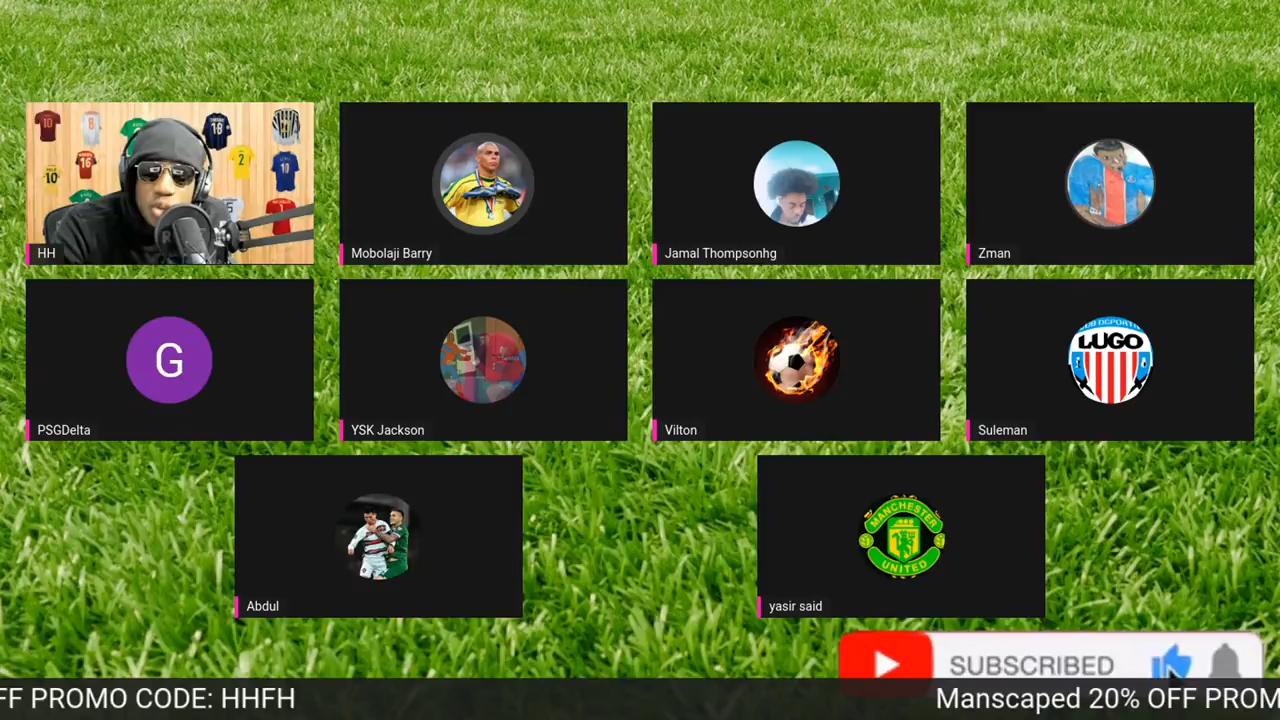 HH
Mobolaji Barry
Jamal Thompsonhg
Zman
G
LUGO
PSGDelta
YSK Jackson
Vilton
Suleman
MANCHESTER
UNITED
Abdul
yasir said
SUBSCRIBED
FF PROMO CODE: HHFH
Manscaped 20% OFF PROM